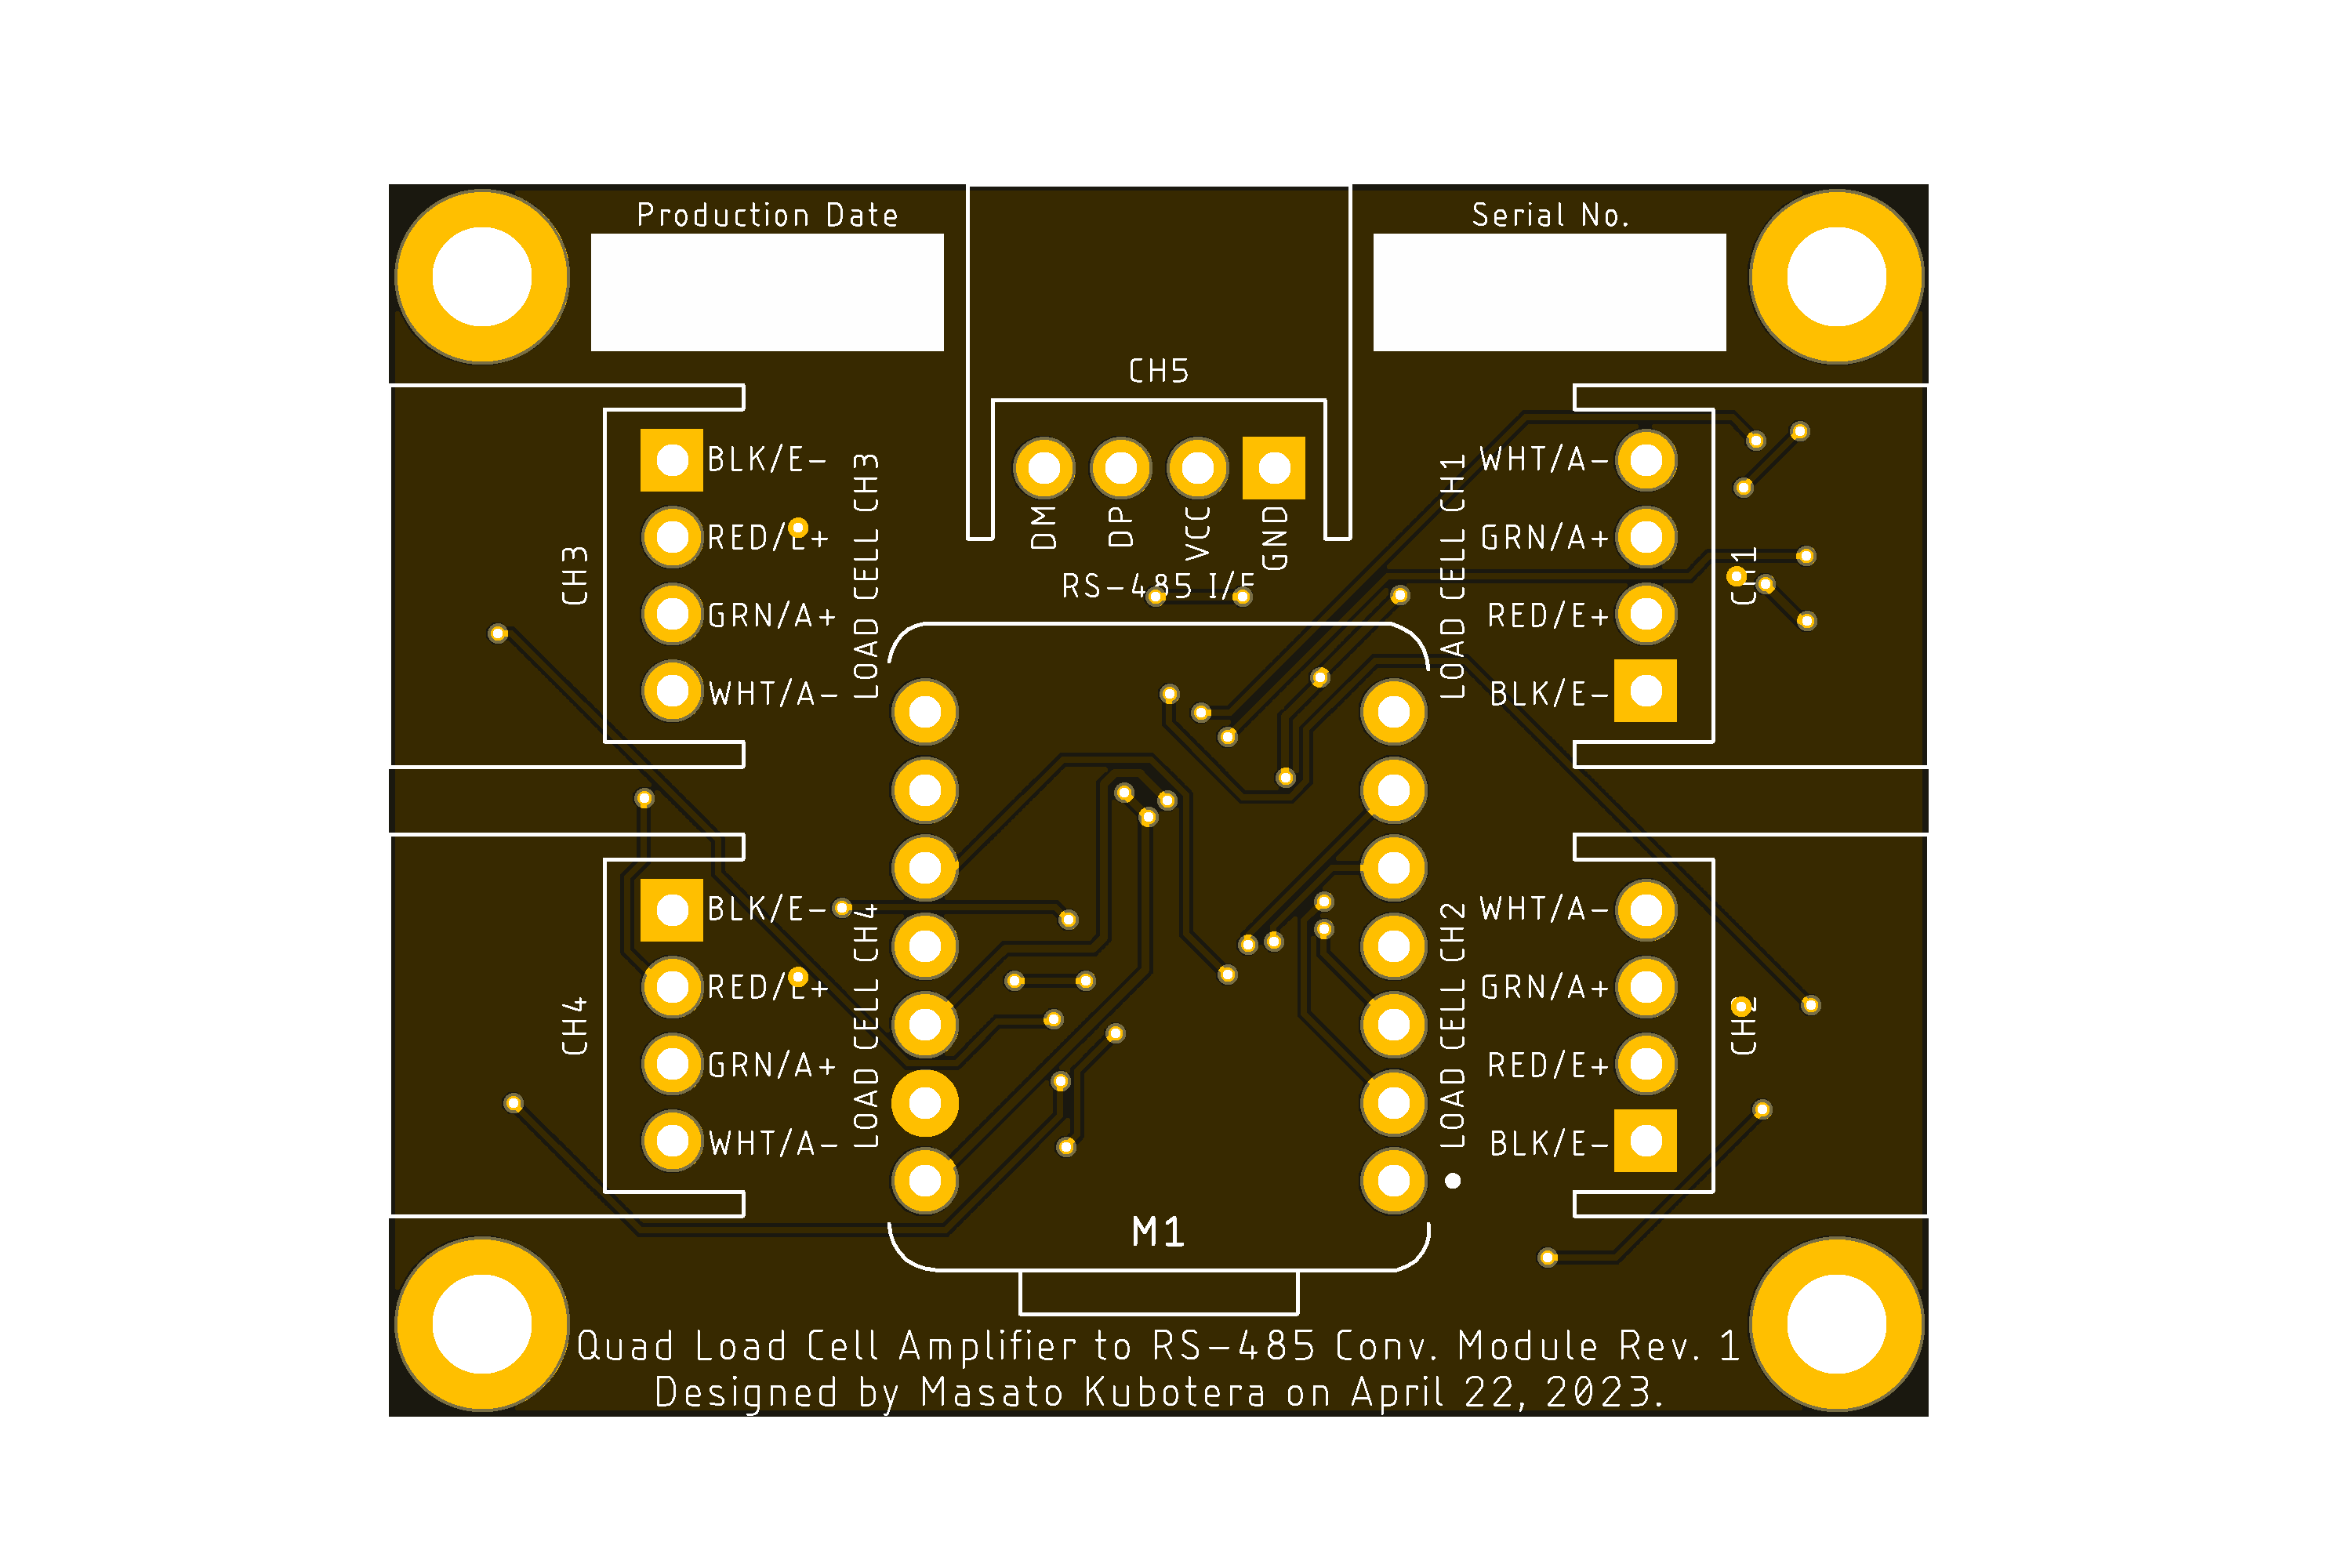 Production Date
Serial No.
CH5
DM
DP
VCC
GND
RS-485 I/F
CH3
BLK/E-
RED/E+
GRN/A+
WHT/A-
LOAD CELL CH3
LOAD CELL CH1
WHT/A-
GRN/A+
RED/E+
BLK/E-
CH1
CH4
BLK/E-
RED/E+
GRN/A+
WHT/A-
LOAD CELL CH4
LOAD CELL CH2
WHT/A-
GRN/A+
RED/E+
BLK/E-
CH2
M1
Quad Load Cell Amplifier to RS-485 Conv. Module Rev. 1
Designed by Masato Kubotera on April 22, 2023.